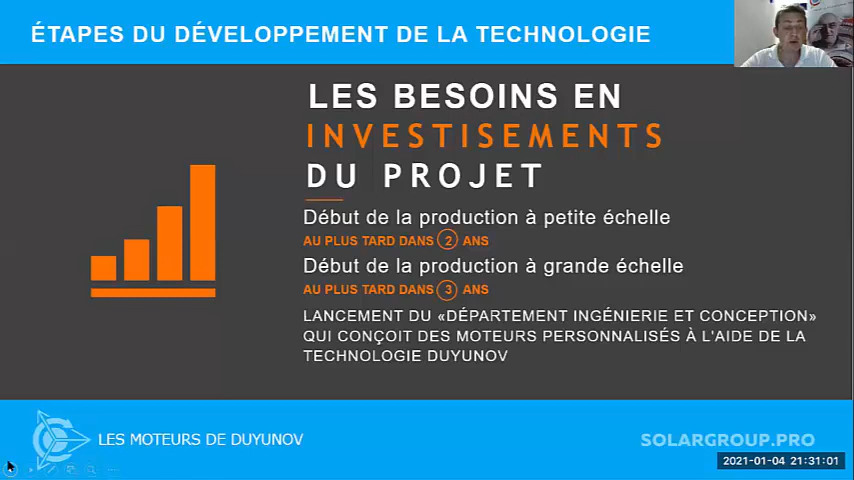 ÉTAPES DU DÉVELOPPEMENT DE LA TECHNOLOGIE
LES BESOINS EN
INVESTISEMENTS
DU PROJET
Début de la production à petite échelle
AU PLUS TARD DANS 2 ANS
Début de la production à grande échelle
AU PLUS TARD DANS 3 ANS
LANCEMENT DU «DÉPARTEMENT INGÉNIERIE ET CONCEPTION»
QUI CONÇOIT DES MOTEURS PERSONNALISÉS À L'AIDE DE LA
TECHNOLOGIE DUYUNOV
LES MOTEURS DE DUYUNOV
SOLARGROUP.PRO
2021-01-04 21:31:01